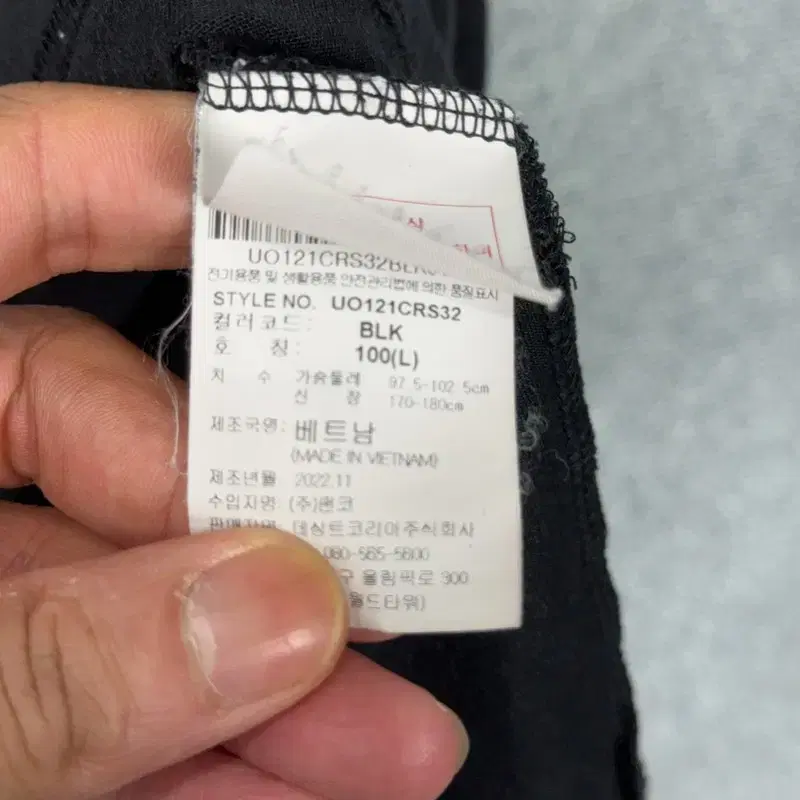 UO121CRS32BLK
전기용품 및 생활용품 안전관리법에 의한 품질표시
STYLE NO. UO121CRS32
컬러코드: BLK
호 칭: 100(L)
치 수 가슴둘레 97.5-102.5cm
신 장 170-180cm
제조국명: 베트남
(MADE IN VIETNAM)
제조년월 2022.11
수입자명 (주)펀코
판매자명: 데상트코리아주식회사
080-565-5600
구 올림픽로 300
월드타워)